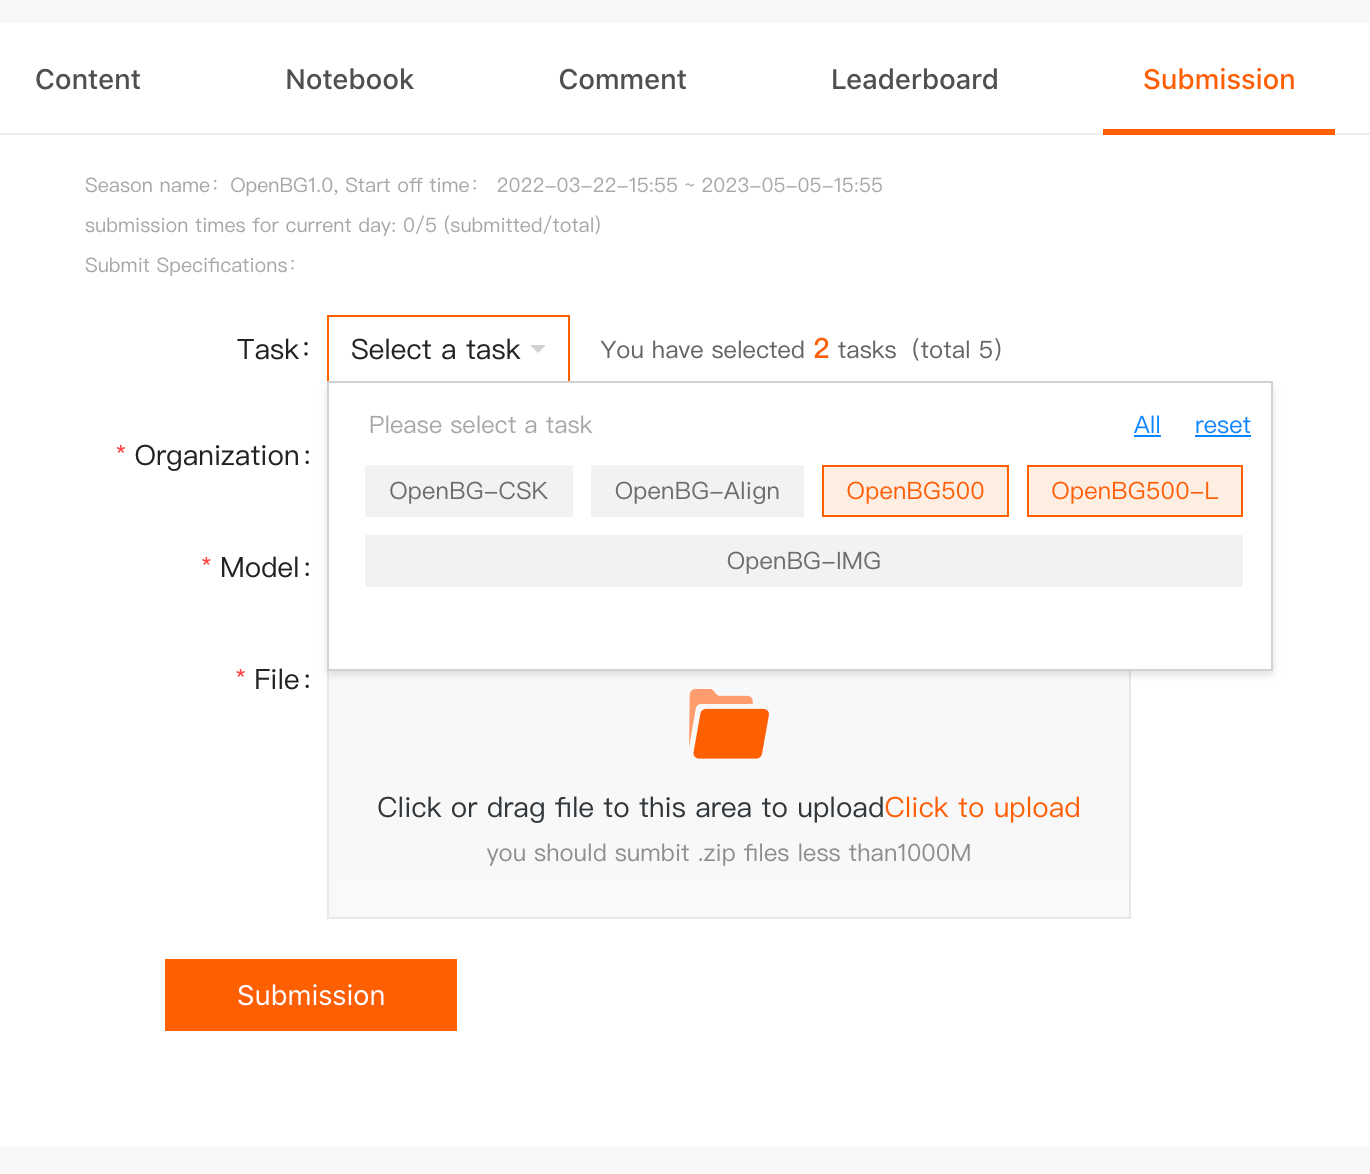 Content Notebook Comment Leaderboard Submission
Season name： OpenBG1.0, Start off time： 2022-03-22-15:55 ~ 2023-05-05-15:55
submission times for current day: 0/5 (submitted/total)
Submit Specifications：
Task： Select a task You have selected 2 tasks （total 5）
Please select a task All reset
* Organization：
OpenBG-CSK OpenBG-Align OpenBG500 OpenBG500-L
* Model：
OpenBG-IMG
* File：
Click or drag file to this area to uploadClick to upload
you should sumbit .zip files less than1000M
Submission